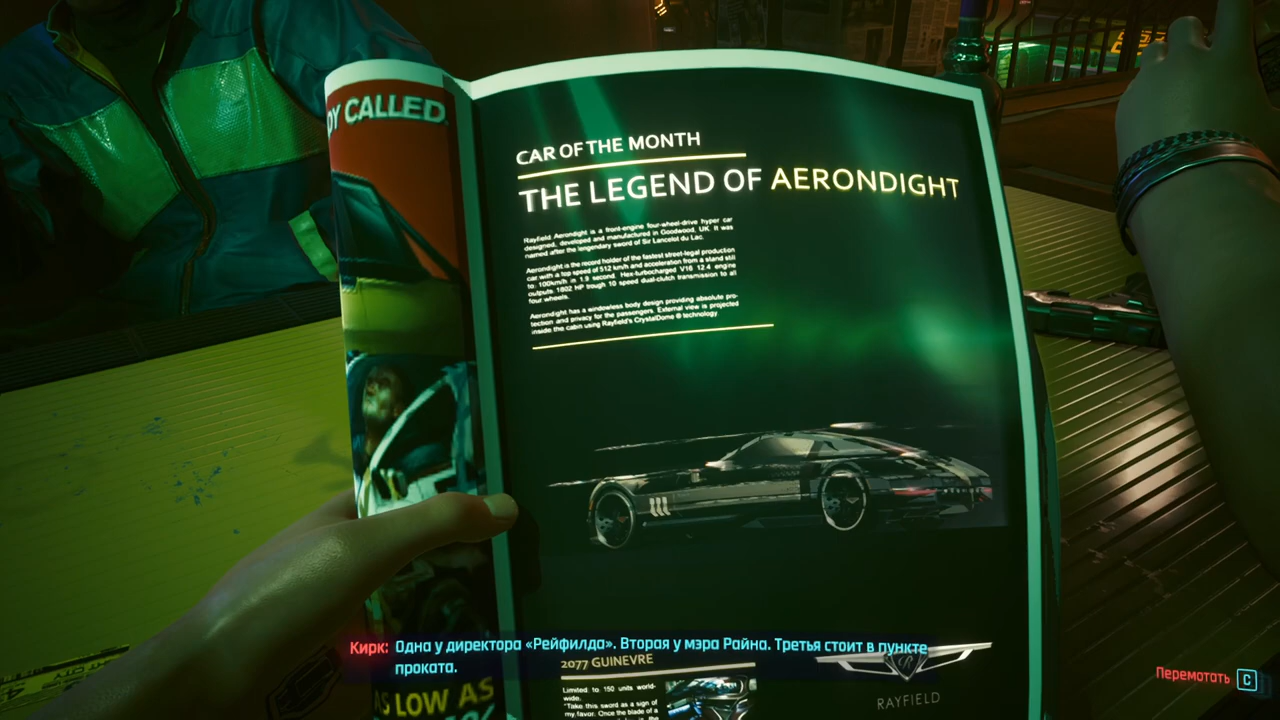 DY CALLED
CAR OF THE MONTH
THE LEGEND OF AERONDIGHT
Rayfield Aerondight is a front-engine four-wheel-drive hyper car
designed, developed and manufactured in Goodwood, UK. It was
named after the legendary sword of Sir Lancelot du Lac.
Aerondight is the record holder of the fastest street-legal production
car with a top speed of 512 km/h and acceleration from a stand still
to 100km/h in 1.9 second. Hex-turbocharged V16 12.4 engine
outputs 1802 HP trough 10 speed dual-clutch transmission to all
four wheels.
Aerondight has a windowless body design providing absolute pro-
tection and privacy for the passengers. External view is projected
inside the cabin using Rayfield's CrystalDome ® technology
Кирк: Одна у директора «Рейфилда». Вторая у мэра Райна. Третья стоит в пункте
проката.
2077 GUINEVRE
Limited to 150 units world-
wide.
"Take this sword as a sign of
my favor. Once the blade of a
AS LOW AS
RAYFIELD
Перемотать C